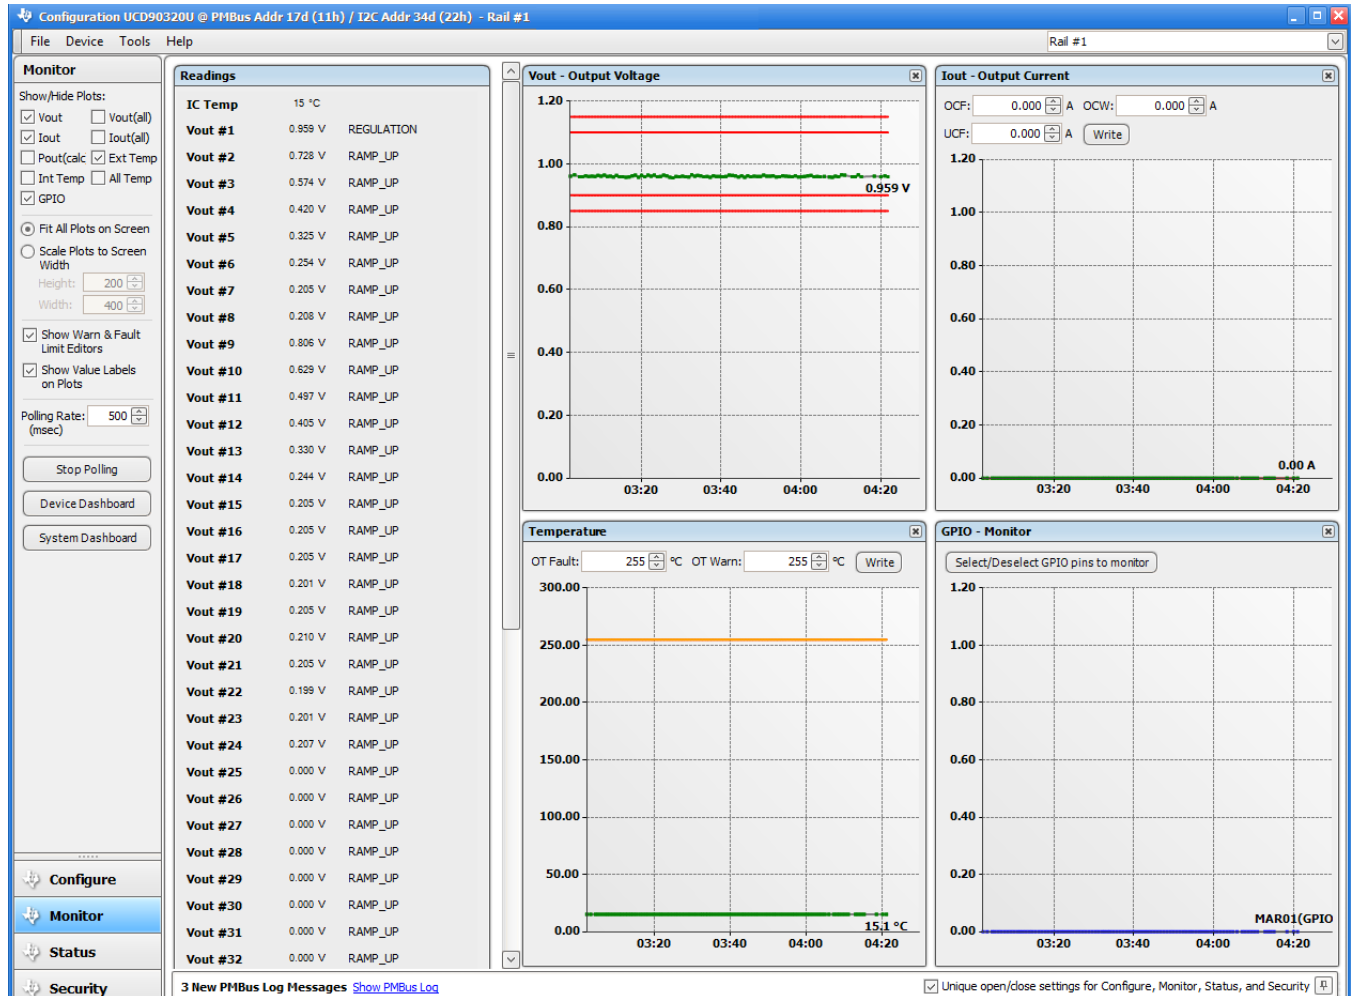 Configuration UCD90320U @ PMBus Addr 17d (11h) / I2C Addr 34d (22h) - Rail #1
File Device Tools Help
Rail #1
Monitor
Show/Hide Plots:
Vout Vout(all)
Iout Iout(all)
Pout(calc Ext Temp
Int Temp All Temp
GPIO
Fit All Plots on Screen
Scale Plots to Screen
Width
Height: 200
Width: 400
Show Warn & Fault
Limit Editors
Show Value Labels
on Plots
Polling Rate: 500
(msec)
Stop Polling
Device Dashboard
System Dashboard
Configure
Monitor
Status
Security
Readings
IC Temp 15 °C
Vout #1 0.959 V REGULATION
Vout #2 0.728 V RAMP_UP
Vout #3 0.574 V RAMP_UP
Vout #4 0.420 V RAMP_UP
Vout #5 0.325 V RAMP_UP
Vout #6 0.254 V RAMP_UP
Vout #7 0.205 V RAMP_UP
Vout #8 0.208 V RAMP_UP
Vout #9 0.806 V RAMP_UP
Vout #10 0.629 V RAMP_UP
Vout #11 0.497 V RAMP_UP
Vout #12 0.405 V RAMP_UP
Vout #13 0.330 V RAMP_UP
Vout #14 0.244 V RAMP_UP
Vout #15 0.205 V RAMP_UP
Vout #16 0.205 V RAMP_UP
Vout #17 0.205 V RAMP_UP
Vout #18 0.201 V RAMP_UP
Vout #19 0.205 V RAMP_UP
Vout #20 0.210 V RAMP_UP
Vout #21 0.205 V RAMP_UP
Vout #22 0.199 V RAMP_UP
Vout #23 0.201 V RAMP_UP
Vout #24 0.207 V RAMP_UP
Vout #25 0.000 V RAMP_UP
Vout #26 0.000 V RAMP_UP
Vout #27 0.000 V RAMP_UP
Vout #28 0.000 V RAMP_UP
Vout #29 0.000 V RAMP_UP
Vout #30 0.000 V RAMP_UP
Vout #31 0.000 V RAMP_UP
Vout #32 0.000 V RAMP_UP
Vout - Output Voltage
1.20
1.00
0.959 V
0.80
0.60
0.40
0.20
0.00
03:20 03:40 04:00 04:20
Iout - Output Current
OCF: 0.000 A OCW: 0.000 A
UCF: 0.000 A Write
1.20
1.00
0.80
0.60
0.40
0.20
0.00 A
0.00
03:20 03:40 04:00 04:20
Temperature
OT Fault: 255 °C OT Warn: 255 °C Write
300.00
250.00
200.00
150.00
100.00
50.00
15.1 °C
0.00
03:20 03:40 04:00 04:20
GPIO - Monitor
Select/Deselect GPIO pins to monitor
1.20
1.00
0.80
0.60
0.40
0.20
MAR01(GPIO
0.00
03:20 03:40 04:00 04:20
3 New PMBus Log Messages Show PMBus Log
Unique open/close settings for Configure, Monitor, Status, and Security